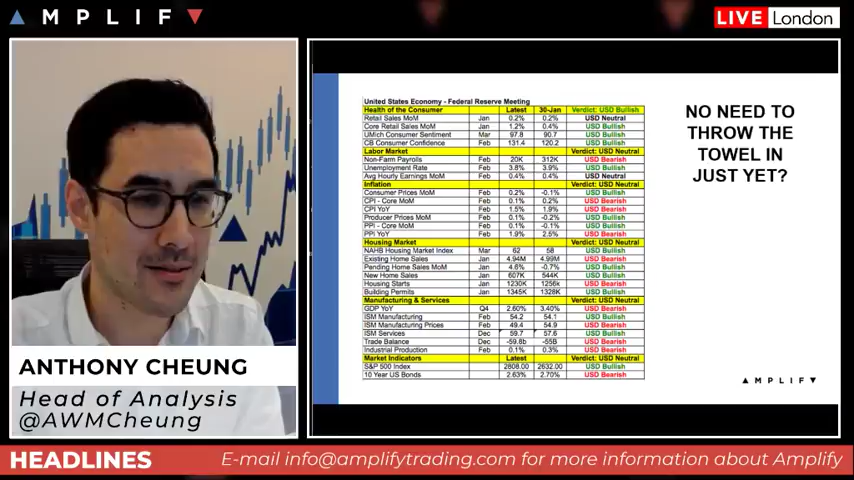 AMPLIFY
LIVE London
United States Economy - Federal Reserve Meeting
Health of the Consumer Latest 30-Jan Verdict: USD Bullish
Retail Sales MoM Jan 0.2% 0.2% USD Neutral
Core Retail Sales MoM Jan 1.2% 0.4% USD Bullish
UMich Consumer Sentiment Mar 97.8 90.7 USD Bullish
CB Consumer Confidence Feb 131.4 120.2 USD Bullish
Labor Market Verdict: USD Neutral
Non-Farm Payrolls Feb 20K 312K USD Bearish
Unemployment Rate Feb 3.8% 3.9% USD Bullish
Avg Hourly Earnings MoM Feb 0.4% 0.4% USD Neutral
Inflation Verdict: USD Neutral
Consumer Prices MoM Feb 0.2% -0.1% USD Bullish
CPI - Core MoM Feb 0.1% 0.2% USD Bearish
CPI YoY Feb 1.5% 1.9% USD Bearish
Producer Prices MoM Feb 0.1% -0.2% USD Bullish
PPI - Core MoM Feb 0.1% -0.1% USD Bullish
PPI YoY Feb 1.9% 2.5% USD Bearish
Housing Market Verdict: USD Neutral
NAHB Housing Market Index Mar 62 58 USD Bullish
Existing Home Sales Jan 4.94M 4.99M USD Bearish
Pending Home Sales MoM Jan 4.6% -0.7% USD Bullish
New Home Sales Jan 607K 544K USD Bullish
Housing Starts Jan 1230K 1256k USD Bearish
Building Permits Jan 1345K 1328K USD Bullish
Manufacturing & Services Verdict: USD Neutral
GDP YoY Q4 2.60% 3.40% USD Bearish
ISM Manufacturing Feb 54.2 54.1 USD Bullish
ISM Manufacturing Prices Feb 49.4 54.9 USD Bearish
ISM Services Dec 59.7 57.6 USD Bullish
Trade Balance Dec -59.8b -55B USD Bearish
Industrial Production Feb 0.1% 0.3% USD Bearish
Market Indicators Latest Verdict: USD Neutral
S&P 500 Index 2808.00 2632.00 USD Bullish
10 Year US Bonds 2.63% 2.70% USD Bearish
NO NEED TO
THROW THE
TOWEL IN
JUST YET?
AMPLIFY
ANTHONY CHEUNG
Head of Analysis
@AWMCheung
HEADLINES E-mail info@amplifytrading.com for more information about Amplify